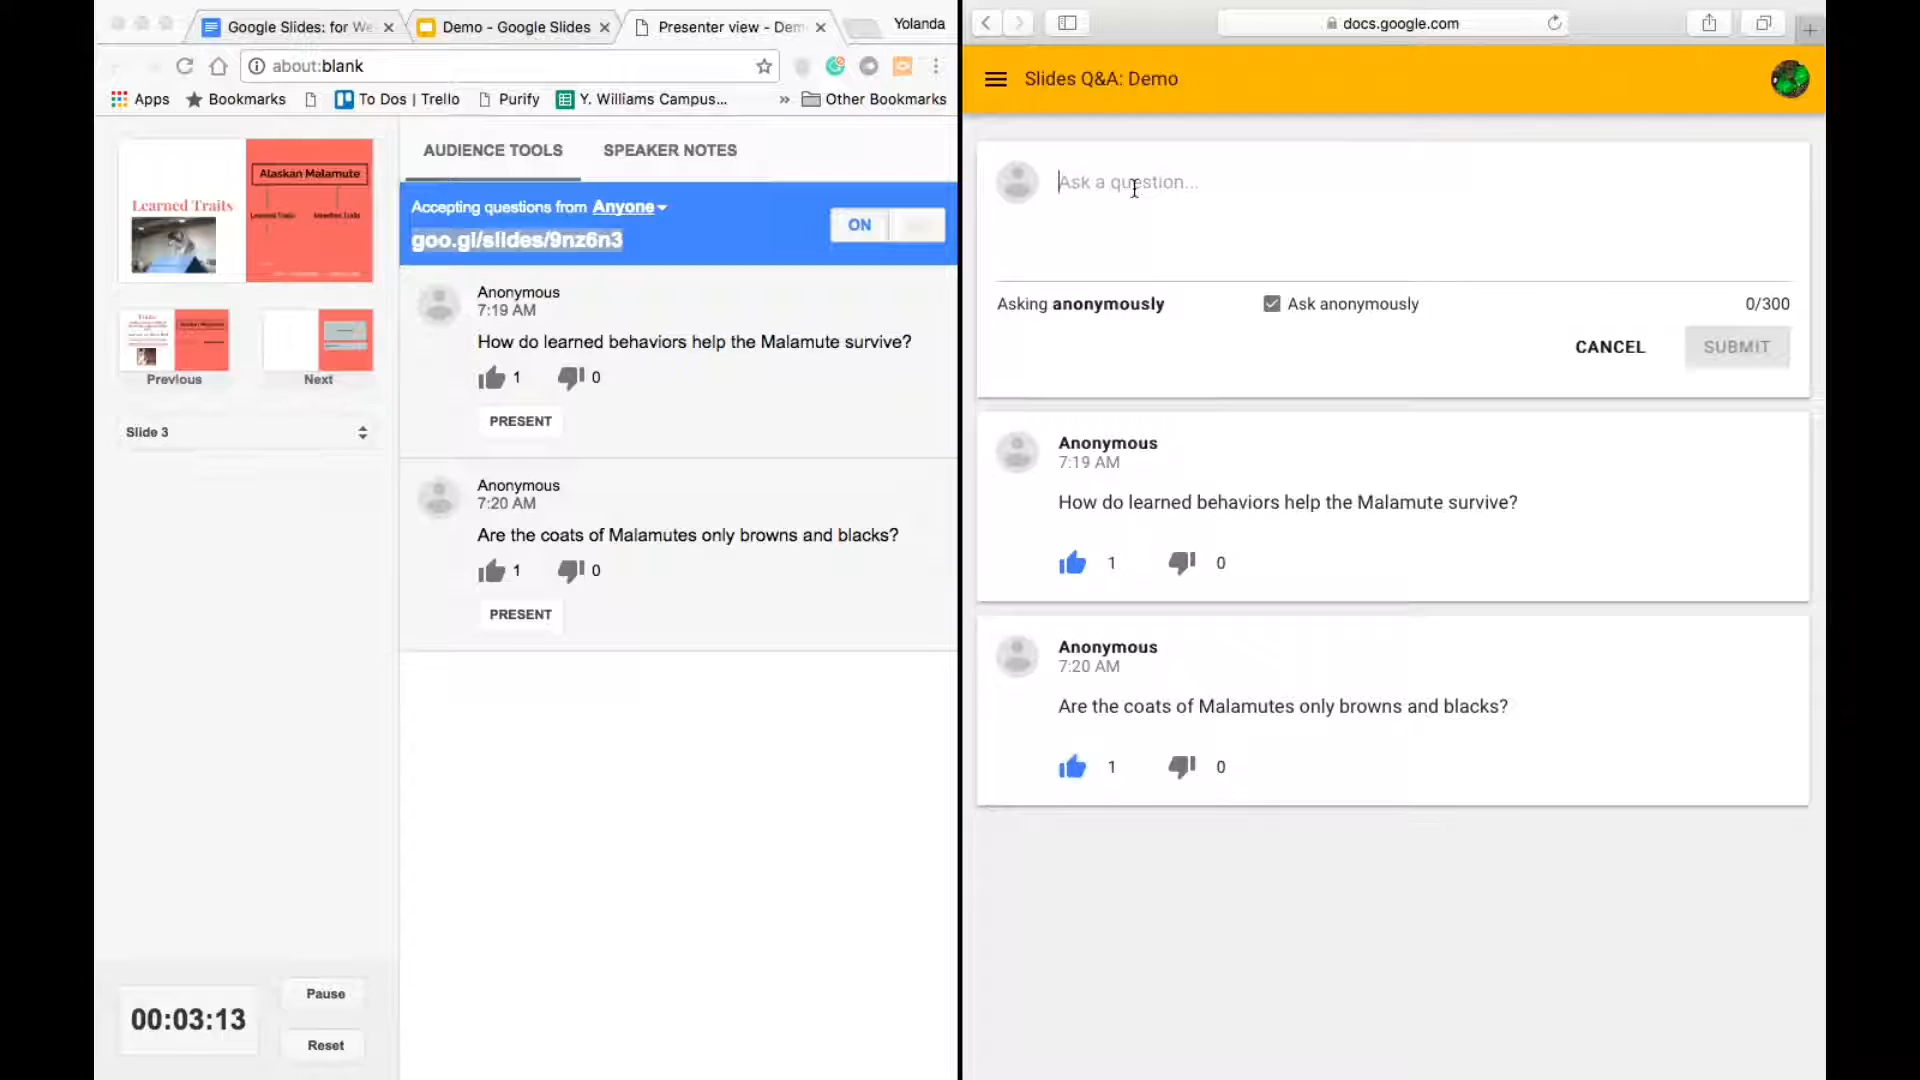 Google Slides: for We
Demo - Google Slides
Presenter view - Dem
Yolanda
about:blank
Apps
Bookmarks
To Dos | Trello
Purify
Y. Williams Campus...
»
Other Bookmarks
Learned Traits
Alaskan Malamute
Learned Traits
Inherited Traits
Previous
Next
Slide 3
00:03:13
Pause
Reset
AUDIENCE TOOLS
SPEAKER NOTES
Accepting questions from Anyone
goo.gl/slides/9nz6n3
ON
Anonymous
7:19 AM
How do learned behaviors help the Malamute survive?
1
0
PRESENT
Anonymous
7:20 AM
Are the coats of Malamutes only browns and blacks?
1
0
PRESENT
docs.google.com
Slides Q&A: Demo
Ask a question...
Asking anonymously
Ask anonymously
0/300
CANCEL
SUBMIT
Anonymous
7:19 AM
How do learned behaviors help the Malamute survive?
1
0
Anonymous
7:20 AM
Are the coats of Malamutes only browns and blacks?
1
0